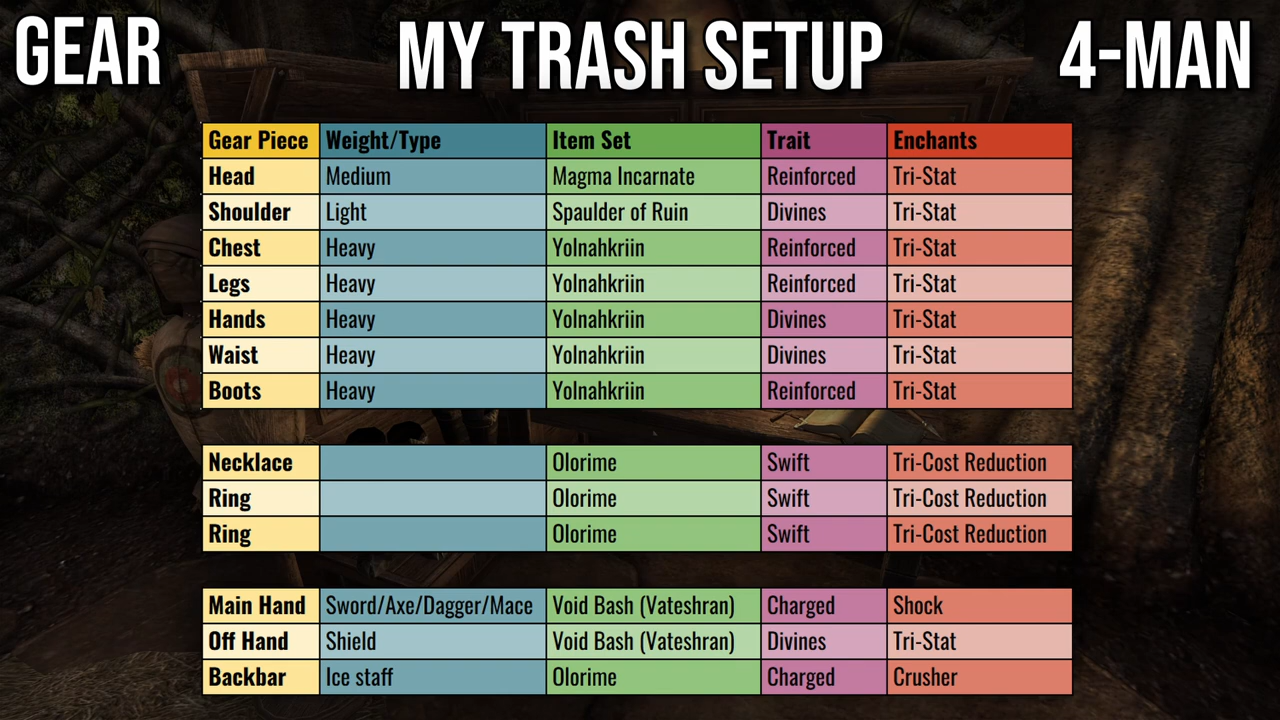 GEAR MY TRASH SETUP 4-MAN
Gear Piece Weight/Type Item Set Trait Enchants
Head Medium Magma Incarnate Reinforced Tri-Stat
Shoulder Light Spaulder of Ruin Divines Tri-Stat
Chest Heavy Yolnahkriin Reinforced Tri-Stat
Legs Heavy Yolnahkriin Reinforced Tri-Stat
Hands Heavy Yolnahkriin Divines Tri-Stat
Waist Heavy Yolnahkriin Divines Tri-Stat
Boots Heavy Yolnahkriin Reinforced Tri-Stat
Necklace Olorime Swift Tri-Cost Reduction
Ring Olorime Swift Tri-Cost Reduction
Ring Olorime Swift Tri-Cost Reduction
Main Hand Sword/Axe/Dagger/Mace Void Bash (Vateshran) Charged Shock
Off Hand Shield Void Bash (Vateshran) Divines Tri-Stat
Backbar Ice staff Olorime Charged Crusher